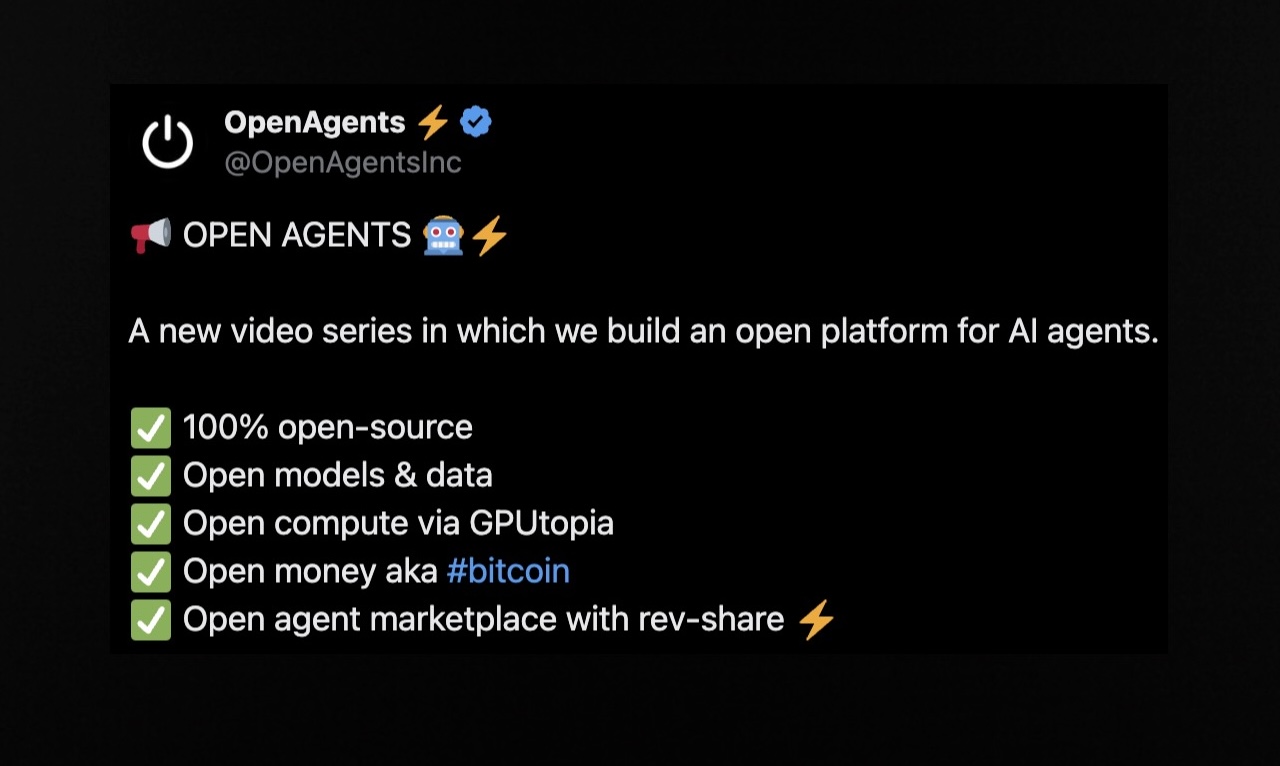 OpenAgents ⚡
@OpenAgentsInc
📢 OPEN AGENTS 🤖⚡
A new video series in which we build an open platform for AI agents.
✅ 100% open-source
✅ Open models & data
✅ Open compute via GPUtopia
✅ Open money aka #bitcoin
✅ Open agent marketplace with rev-share ⚡